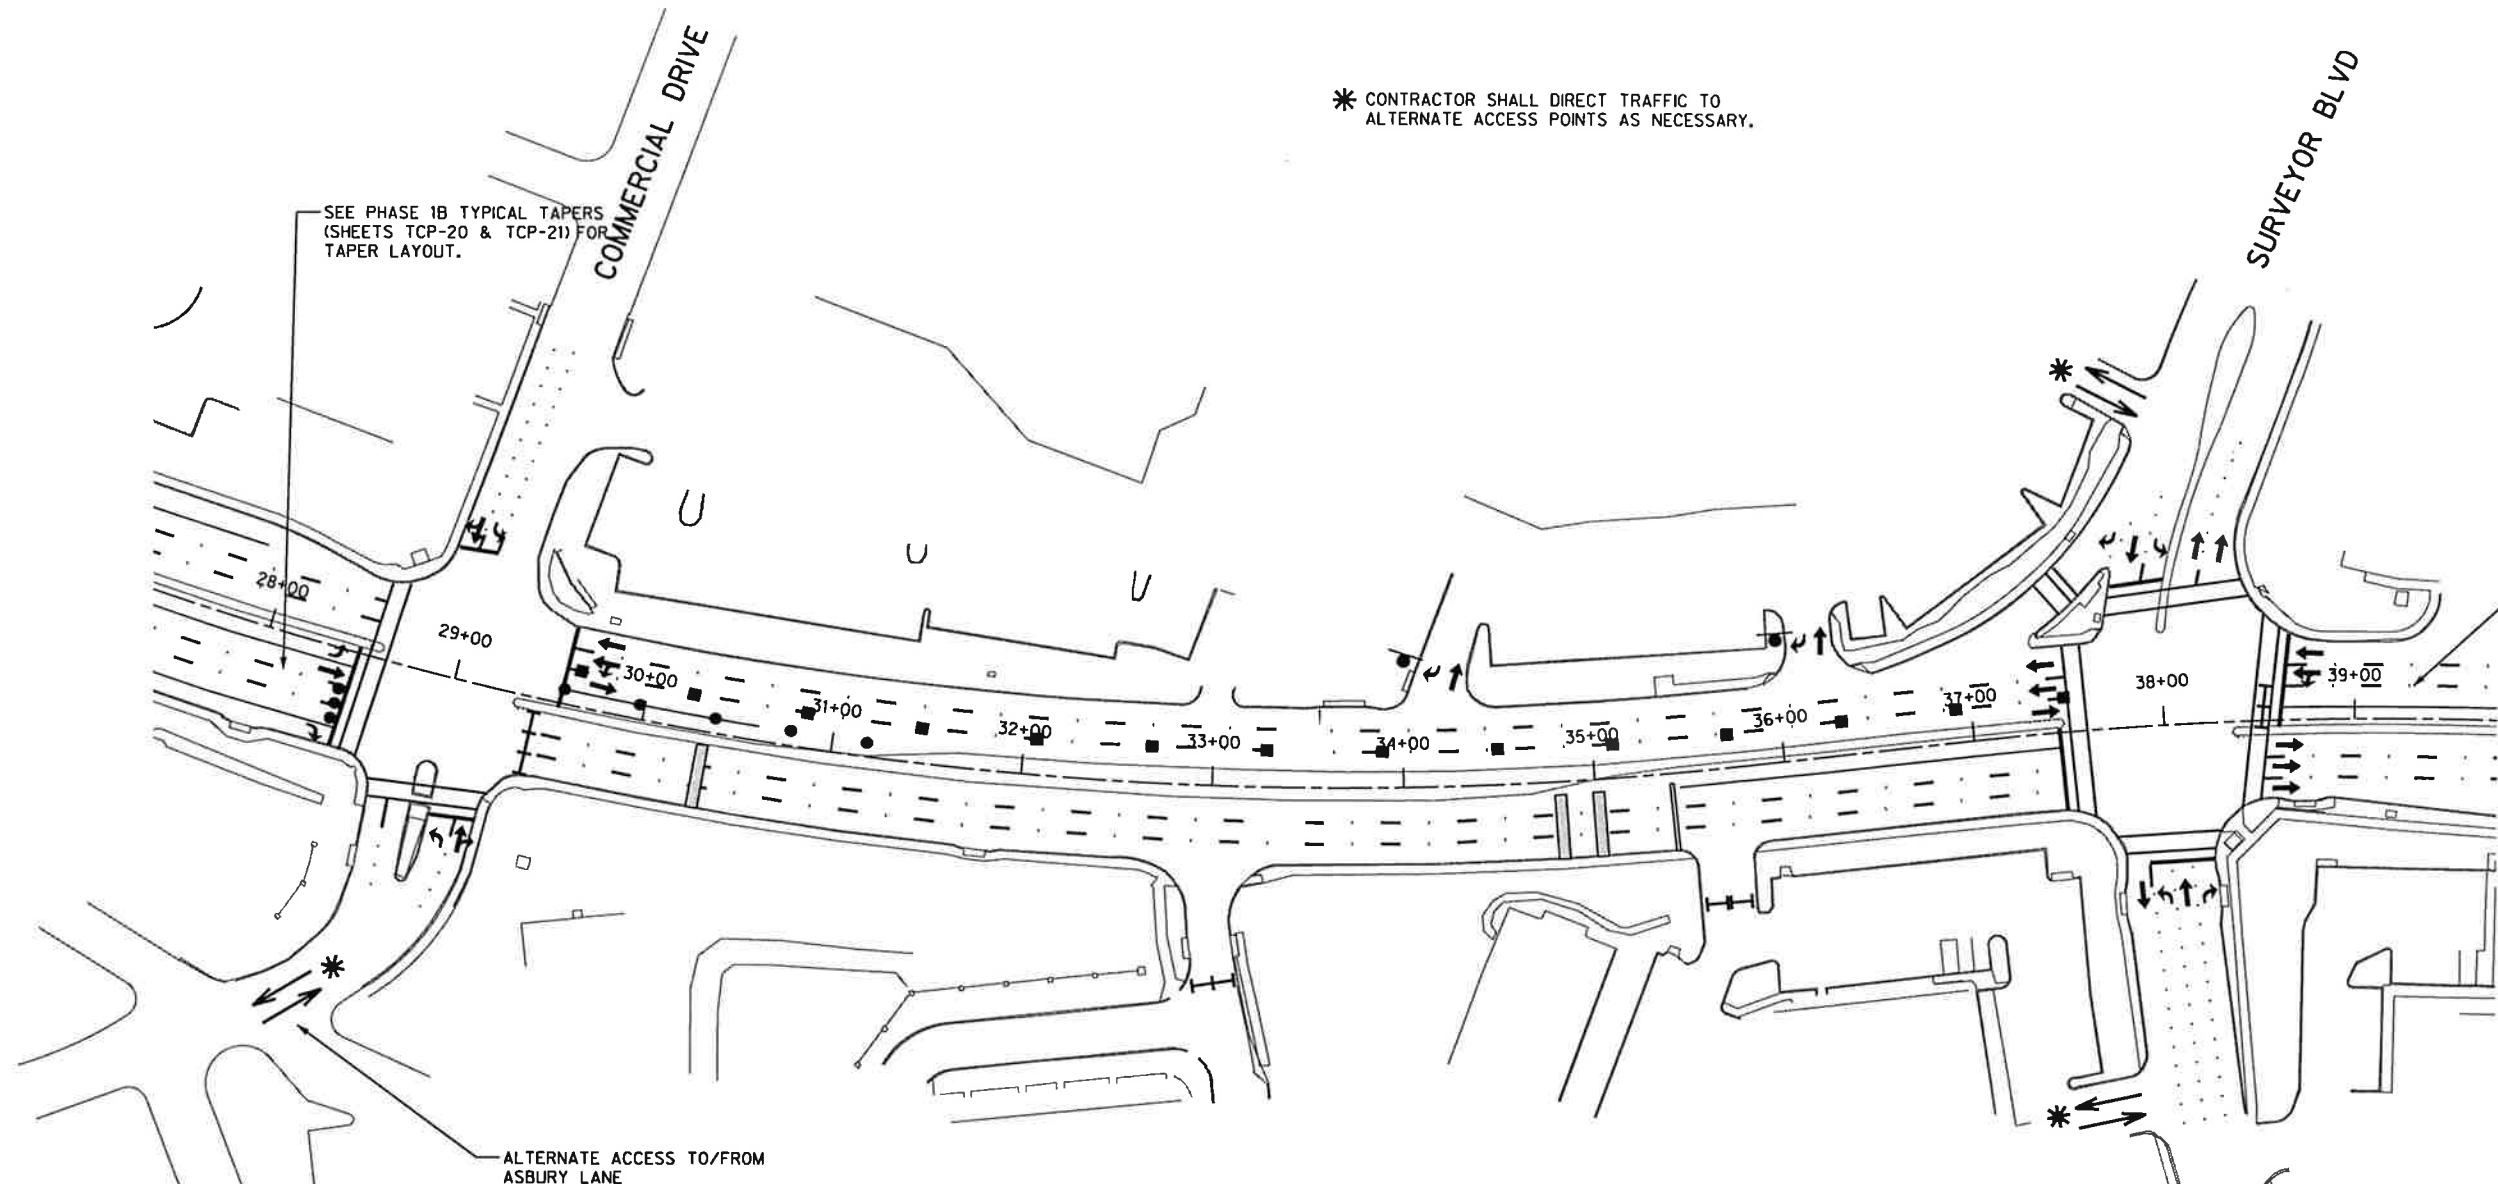 COMMERCIAL DRIVE
SURVEYOR BLVD
CONTRACTOR SHALL DIRECT TRAFFIC TO
ALTERNATE ACCESS POINTS AS NECESSARY.
SEE PHASE 1B TYPICAL TAPERS
(SHEETS TCP-20 & TCP-21) FOR
TAPER LAYOUT.
28+00
29+00
30+00
31+00
32+00
33+00
34+00
35+00
36+00
37+00
38+00
39+00
ALTERNATE ACCESS TO/FROM
ASBURY LANE